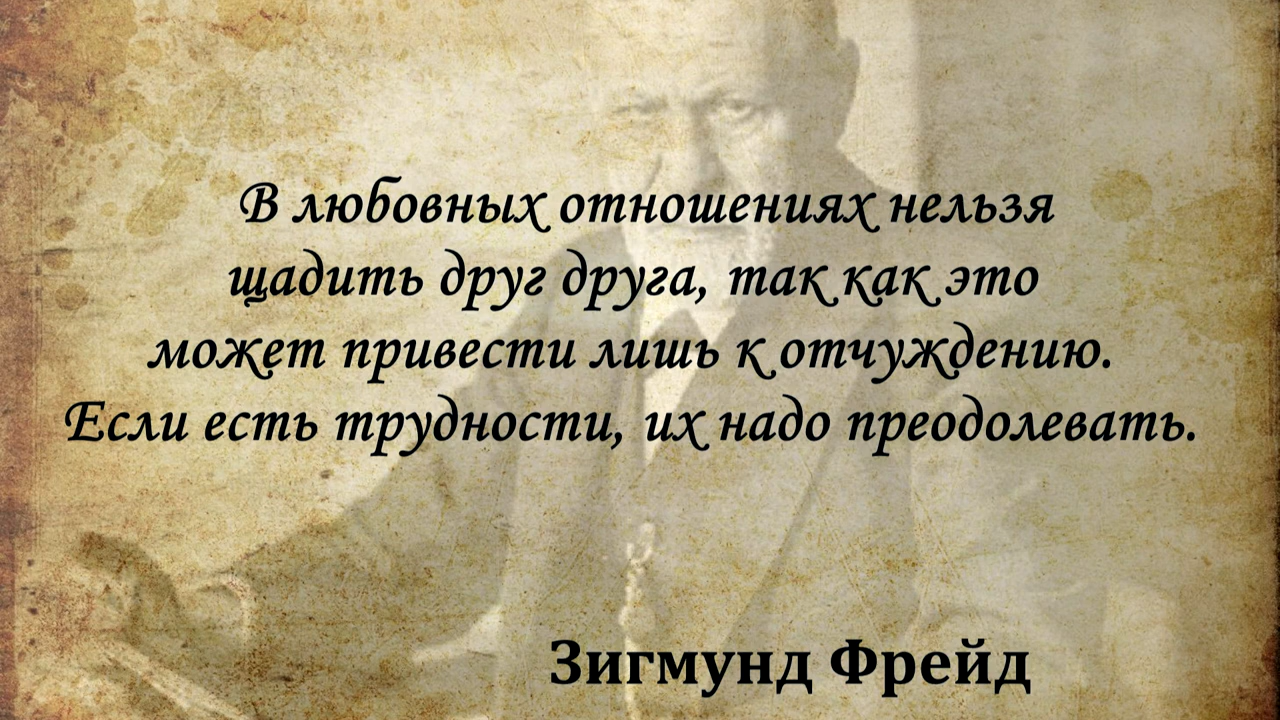 В любовных отношениях нельзя
щадить друг друга, так как это
может привести лишь к отчуждению.
Если есть трудности, их надо преодолевать.
Зигмунд Фрейд